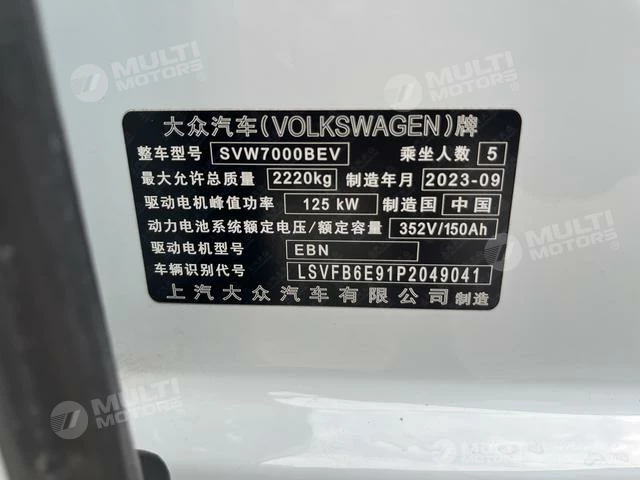 MULTI MOTORS®
MULTI MOTORS®
MULTI
大众汽车(VOLKSWAGEN)牌
整车型号 SVW7000BEV 乘坐人数 5
最大允许总质量 2220kg 制造年月 2023-09
驱动电机峰值功率 125 kW 制造国 中国
动力电池系统额定电压/额定容量 352V/150Ah
驱动电机型号 EBN
车辆识别代号 LSVFB6E91P2049041
上汽大众汽车有限公司 制造
MULTI MOTORS®
MULTI MOTORS